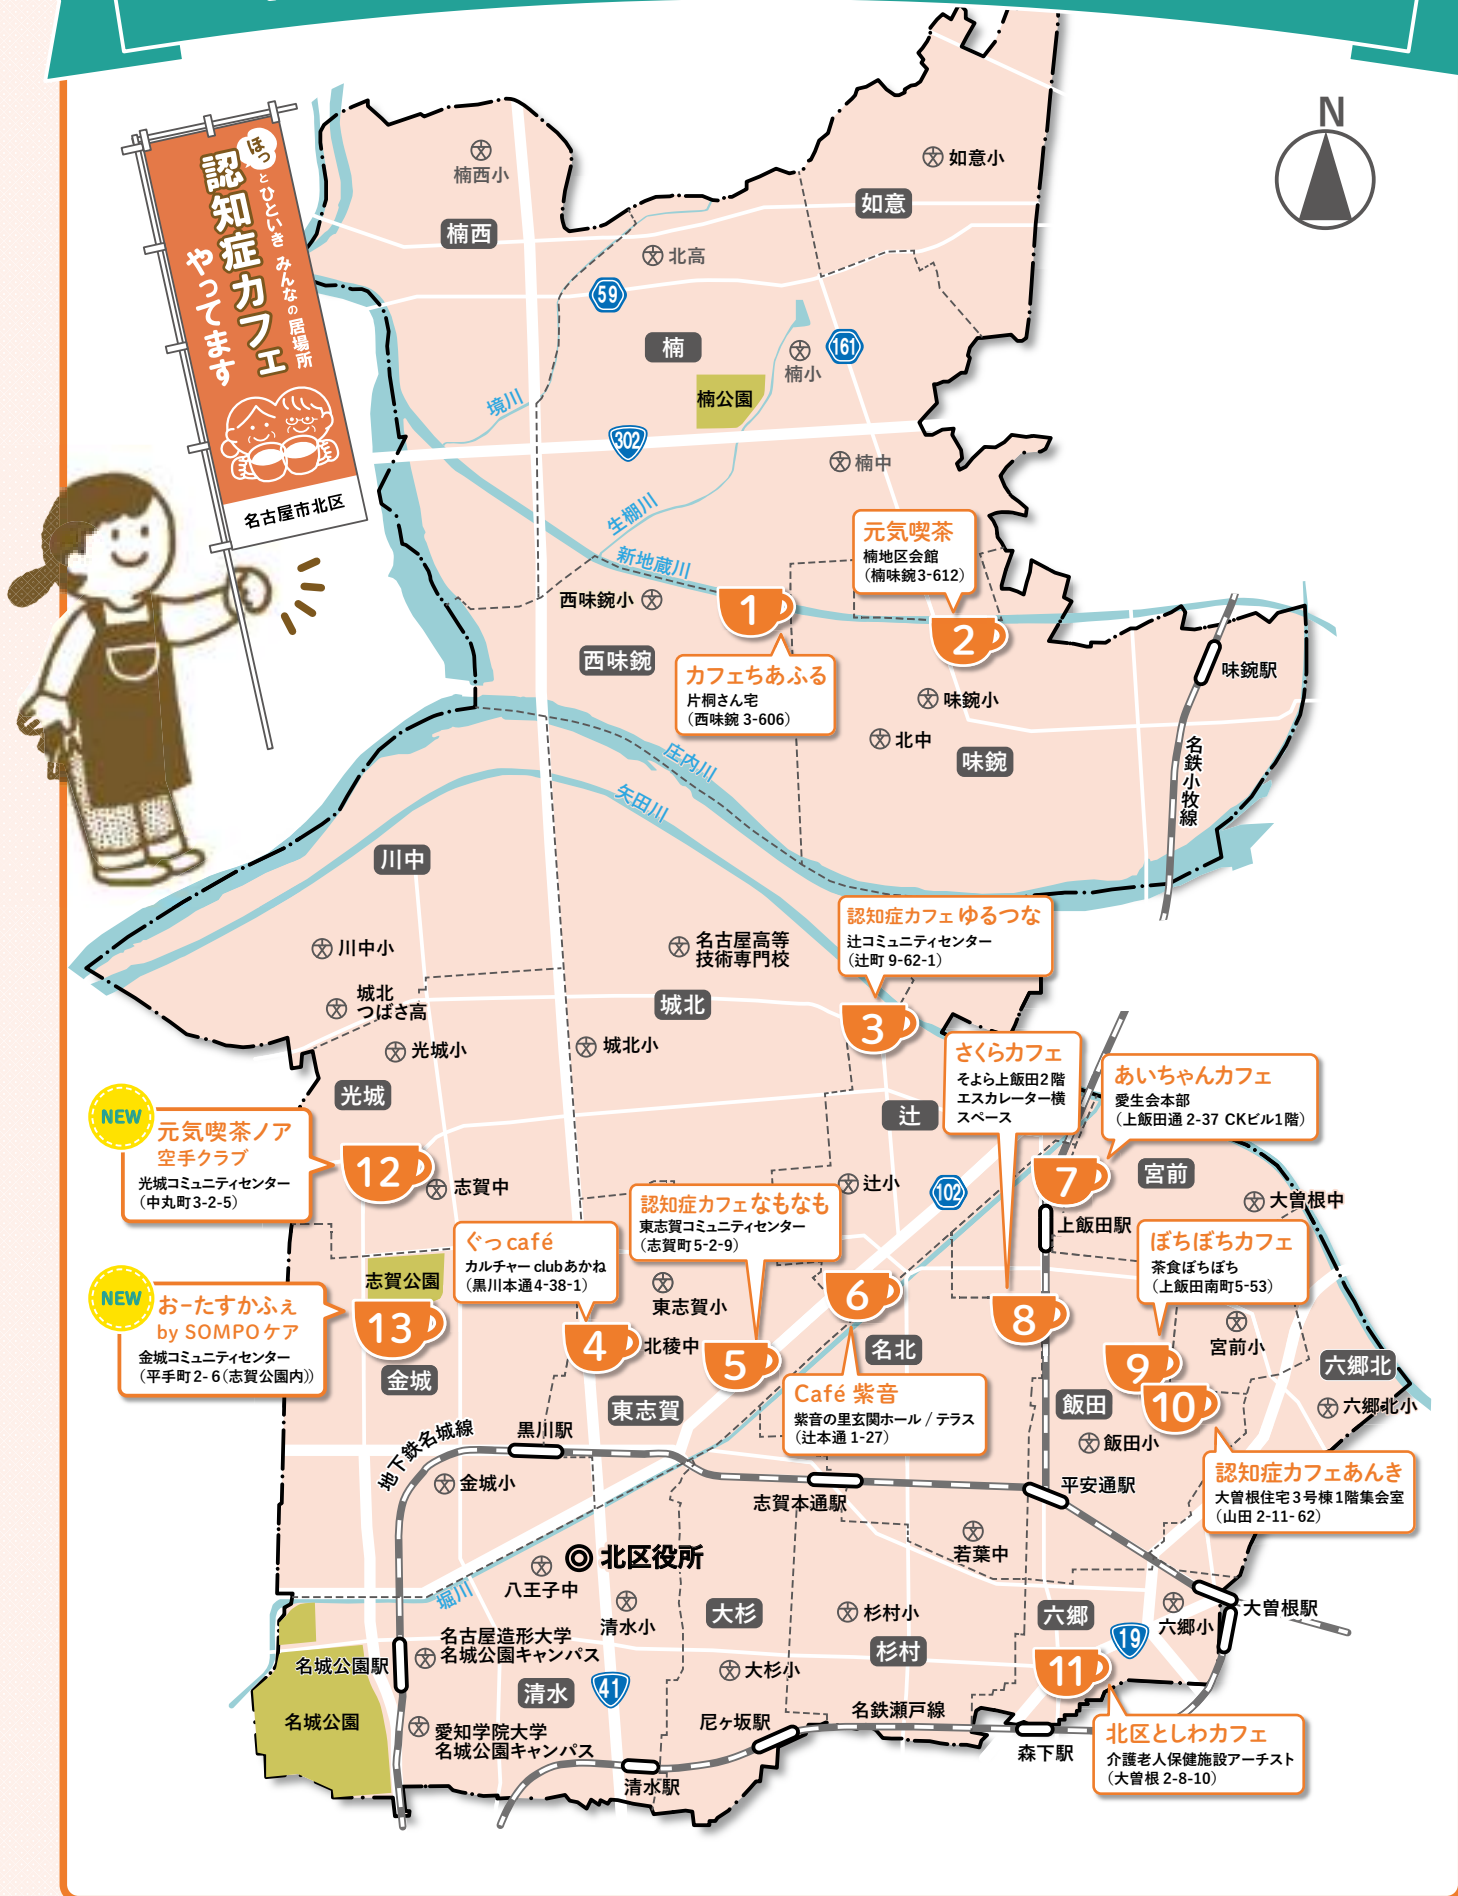 N
ほっとひといき みんなの居場所
認知症カフェ
やってます
名古屋市北区
楠西小
楠西
如意小
如意
北高
59
楠
161
楠小
楠公園
境川
302
楠中
生棚川
新地蔵川
元気喫茶
楠地区会館
(楠味鋺3-612)
西味鋺小
1
2
西味鋺
カフェちあふる
片桐さん宅
(西味鋺 3-606)
味鋺小
北中
味鋺
味鋺駅
名鉄小牧線
庄内川
矢田川
川中
川中小
名古屋高等
技術専門校
認知症カフェ ゆるつな
辻コミュニティセンター
(辻町 9-62-1)
城北
つばさ高
城北
3
光城小
城北小
さくらカフェ
そよら上飯田2階
エスカレーター横
スペース
あいちゃんカフェ
愛生会本部
(上飯田通 2-37 CKビル1階)
光城
辻
NEW
元気喫茶ノア
空手クラブ
光城コミュニティセンター
(中丸町3-2-5)
12
志賀中
辻小
102
7
宮前
大曽根中
認知症カフェなもなも
東志賀コミュニティセンター
(志賀町5-2-9)
上飯田駅
ぐっ café
カルチャー clubあかね
(黒川本通4-38-1)
ぼちぼちカフェ
茶食ぼちぼち
(上飯田南町5-53)
志賀公園
NEW
おーたすかふぇ
by SOMPOケア
金城コミュニティセンター
(平手町2-6(志賀公園内))
13
東志賀小
6
8
4
北稜中
5
名北
宮前小
9
六郷北
金城
Café 紫音
紫音の里玄関ホール / テラス
(辻本通 1-27)
東志賀
飯田
10
六郷北小
地下鉄名城線
黒川駅
飯田小
認知症カフェあんき
大曽根住宅3号棟1階集会室
(山田 2-11-62)
金城小
志賀本通駅
平安通駅
北区役所
若葉中
八王子中
堀川
清水小
大杉
杉村小
六郷
六郷小
大曽根駅
19
名古屋造形大学
名城公園キャンパス
名城公園駅
杉村
大杉小
11
清水
41
名城公園
愛知学院大学
名城公園キャンパス
尼ヶ坂駅
名鉄瀬戸線
森下駅
北区としわカフェ
介護老人保健施設アーチスト
(大曽根 2-8-10)
清水駅